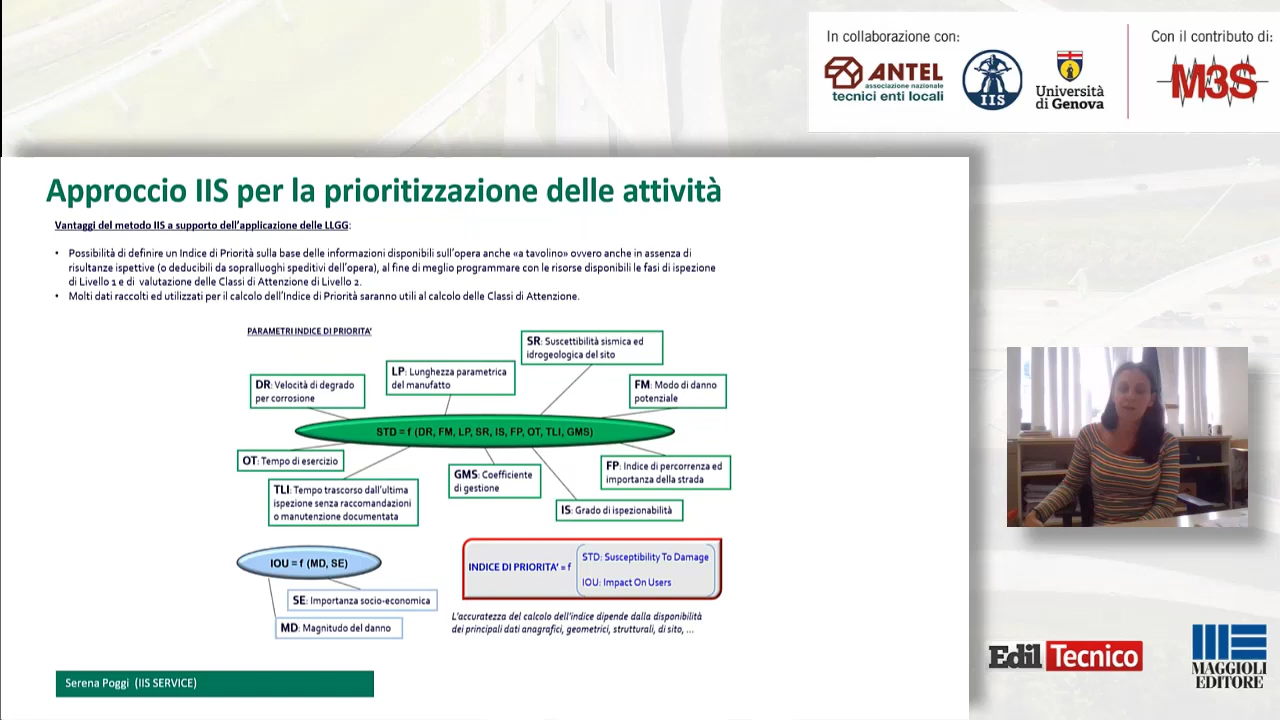 In collaborazione con:
Con il contributo di:
ANTEL
associazione nazionale
tecnici enti locali
IIS
Università
di Genova
M3S
Approccio IIS per la prioritizzazione delle attività
Vantaggi del metodo IIS a supporto dell'applicazione delle LLGG:
• Possibilità di definire un Indice di Priorità sulla base delle informazioni disponibili sull'opera anche «a tavolino» ovvero anche in assenza di
risultanze ispettive (o deducibili da sopralluoghi speditivi dell'opera), al fine di meglio programmare con le risorse disponibili le fasi di ispezione
di Livello 1 e di valutazione delle Classi di Attenzione di Livello 2.
• Molti dati raccolti ed utilizzati per il calcolo dell'Indice di Priorità saranno utili al calcolo delle Classi di Attenzione.
PARAMETRI INDICE DI PRIORITA'
SR: Suscettibilità sismica ed
idrogeologica del sito
LP: Lunghezza parametrica
del manufatto
DR: Velocità di degrado
per corrosione
FM: Modo di danno
potenziale
STD = f (DR, FM, LP, SR, IS, FP, OT, TLI, GMS)
OT: Tempo di esercizio
GMS: Coefficiente
di gestione
FP: Indice di percorrenza ed
importanza della strada
TLI: Tempo trascorso dall'ultima
ispezione senza raccomandazioni
o manutenzione documentata
IS: Grado di ispezionabilità
IOU = f (MD, SE)
INDICE DI PRIORITA' = f
STD: Susceptibility To Damage
IOU: Impact On Users
SE: Importanza socio-economica
MD: Magnitudo del danno
L'accuratezza del calcolo dell'indice dipende dalla disponibilità
dei principali dati anagrafici, geometrici, strutturali, di sito, ...
Serena Poggi (IIS SERVICE)
Edil Tecnico
MAGGIOLI
EDITORE